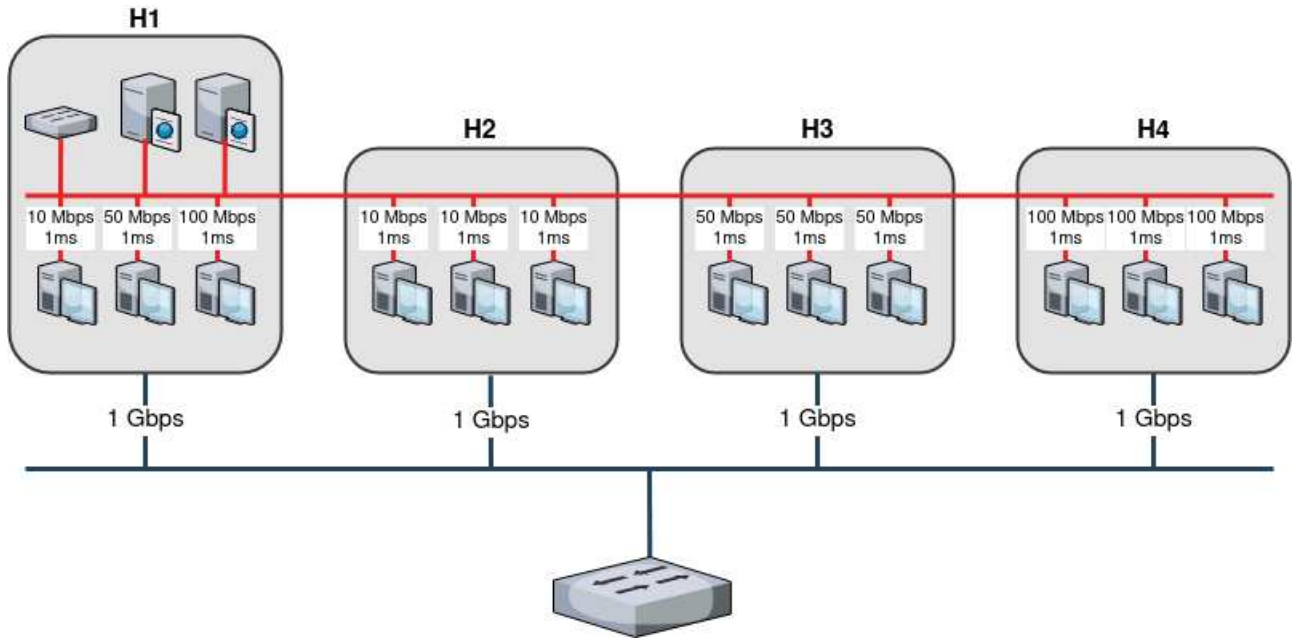 H1
H2
H3
H4
10 Mbps 50 Mbps 100 Mbps
1ms 1ms 1ms
10 Mbps 10 Mbps 10 Mbps
1ms 1ms 1ms
50 Mbps 50 Mbps 50 Mbps
1ms 1ms 1ms
100 Mbps 100 Mbps 100 Mbps
1ms 1ms 1ms
1 Gbps
1 Gbps
1 Gbps
1 Gbps